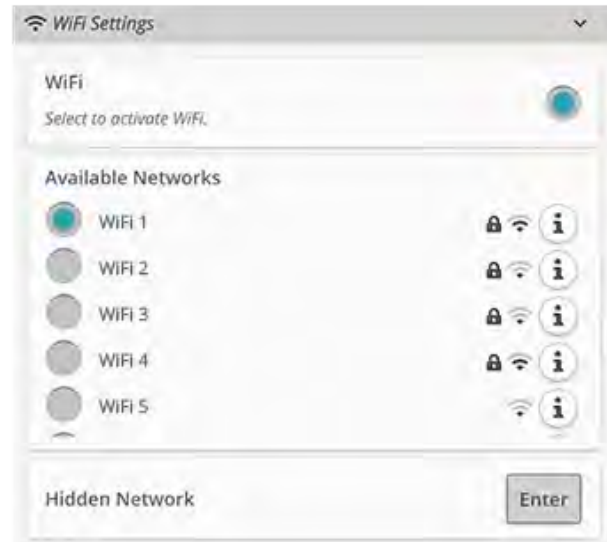 WiFi Settings
WiFi
Select to activate WiFi.
Available Networks
WiFi 1
WiFi 2
WiFi 3
WiFi 4
WiFi 5
Hidden Network
Enter